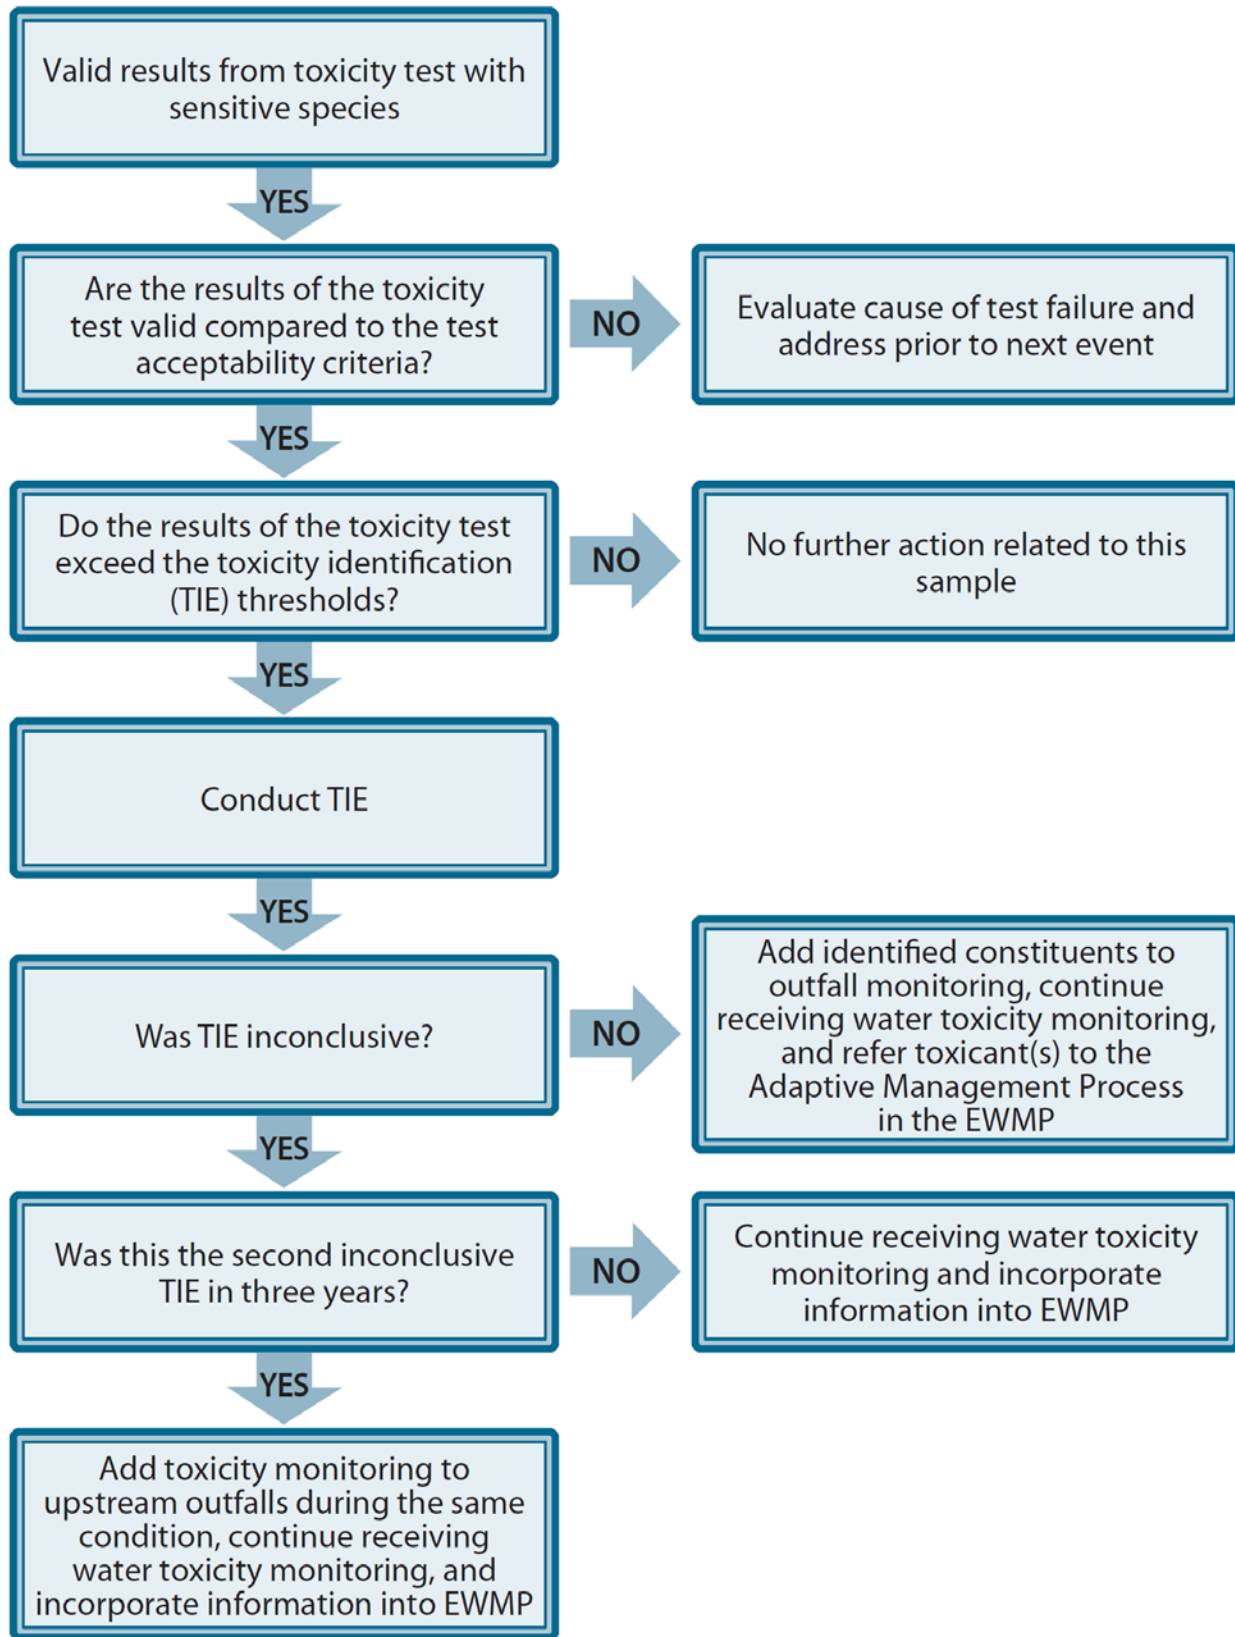 Valid results from toxicity test with
sensitive species
YES
Are the results of the toxicity
test valid compared to the test
acceptability criteria?
NO
Evaluate cause of test failure and
address prior to next event
YES
Do the results of the toxicity test
exceed the toxicity identification
(TIE) thresholds?
NO
No further action related to this
sample
YES
Conduct TIE
YES
Was TIE inconclusive?
NO
Add identified constituents to
outfall monitoring, continue
receiving water toxicity monitoring,
and refer toxicant(s) to the
Adaptive Management Process
in the EWMP
YES
Was this the second inconclusive
TIE in three years?
NO
Continue receiving water toxicity
monitoring and incorporate
information into EWMP
YES
Add toxicity monitoring to
upstream outfalls during the same
condition, continue receiving
water toxicity monitoring, and
incorporate information into EWMP